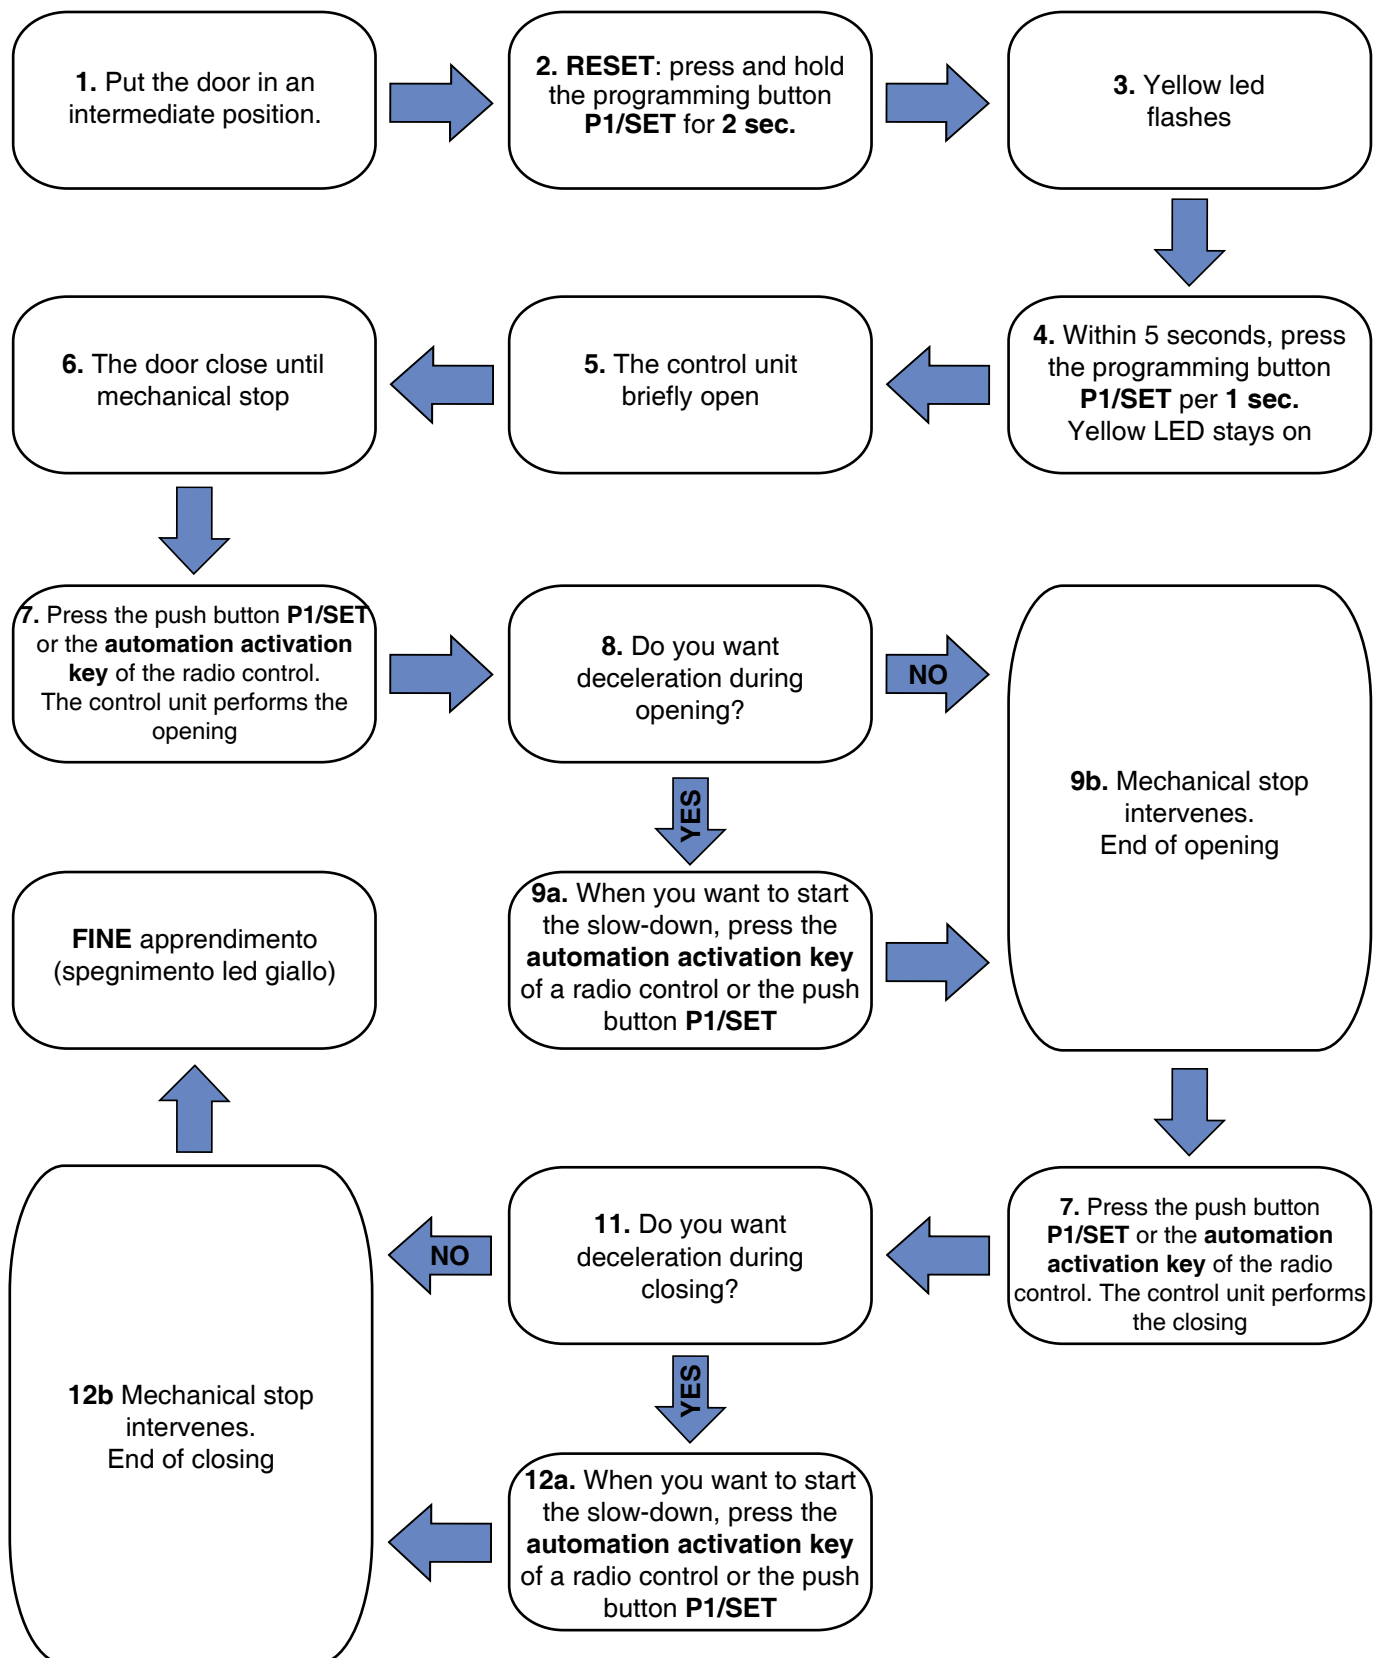 1. Put the door in an
intermediate position.
2. RESET: press and hold
the programming button
P1/SET for 2 sec.
3. Yellow led
flashes
4. Within 5 seconds, press
the programming button
P1/SET per 1 sec.
Yellow LED stays on
5. The control unit
briefly open
6. The door close until
mechanical stop
7. Press the push button P1/SET
or the automation activation
key of the radio control.
The control unit performs the
opening
8. Do you want
deceleration during
opening?
NO
YES
9a. When you want to start
the slow-down, press the
automation activation key
of a radio control or the push
button P1/SET
9b. Mechanical stop
intervenes.
End of opening
7. Press the push button
P1/SET or the automation
activation key of the radio
control. The control unit performs
the closing
11. Do you want
deceleration during
closing?
NO
YES
12a. When you want to start
the slow-down, press the
automation activation key
of a radio control or the push
button P1/SET
12b Mechanical stop
intervenes.
End of closing
FINE apprendimento
(spegnimento led giallo)